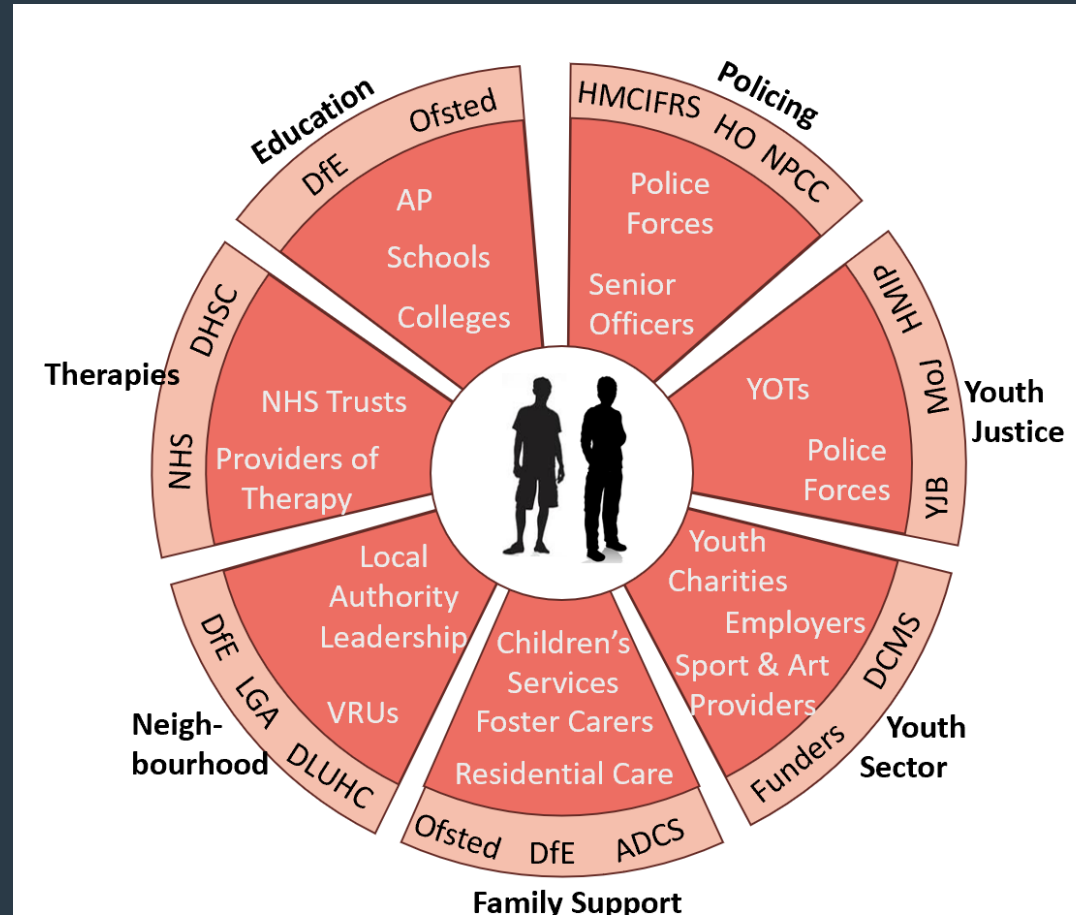 Education
DfE
Ofsted
AP
Schools
Colleges
Policing
HMCIFRS
HO
NPCC
Police
Forces
Senior
Officers
Youth
Justice
HMIP
MoJ
YJB
YOTs
Police
Forces
Youth
Sector
DCMS
Funders
Youth
Charities
Employers
Sport & Art
Providers
Family Support
Ofsted
DfE
ADCS
Children's
Services
Foster Carers
Residential Care
Neigh-
bourhood
DfE
LGA
DLUHC
Local
Authority
Leadership
VRUs
Therapies
NHS
DHSC
NHS Trusts
Providers of
Therapy